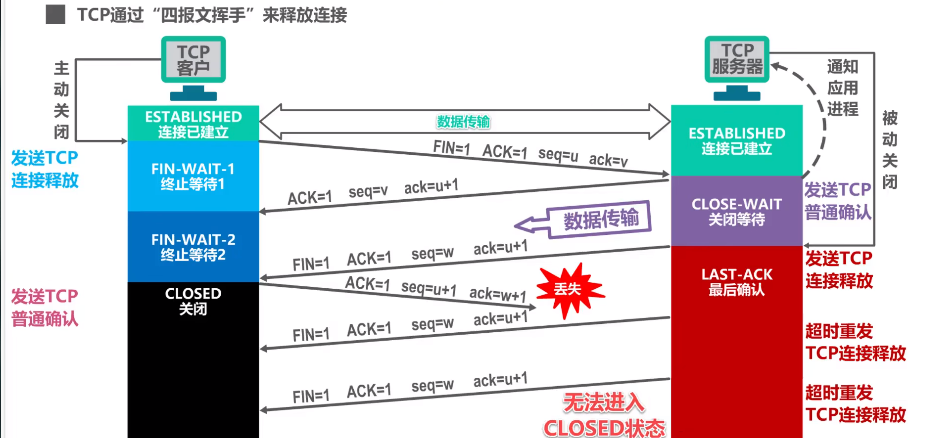 TCP通过“四报文挥手”来释放连接
TCP
客户
TCP
服务器
主动关闭
通知
应用
进程
被动关闭
ESTABLISHED
连接已建立
数据传输
ESTABLISHED
连接已建立
FIN=1 ACK=1 seq=u ack=v
发送TCP
连接释放
FIN-WAIT-1
终止等待1
ACK=1 seq=v ack=u+1
CLOSE-WAIT
关闭等待
发送TCP
普通确认
数据传输
FIN-WAIT-2
终止等待2
FIN=1 ACK=1 seq=w ack=u+1
发送TCP
连接释放
LAST-ACK
最后确认
发送TCP
普通确认
CLOSED
关闭
ACK=1 seq=u+1 ack=w+1
丢失
FIN=1 ACK=1 seq=w ack=u+1
超时重发
TCP连接释放
FIN=1 ACK=1 seq=w ack=u+1
超时重发
TCP连接释放
无法进入
CLOSED状态